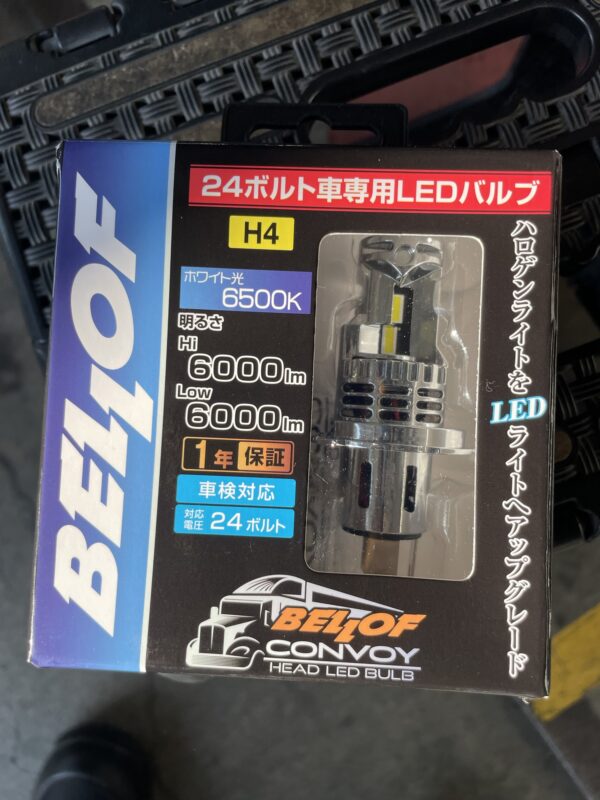 BELLOF
24ボルト車専用LEDバルブ
H4
ホワイト光
6500K
明るさ
Hi
6000lm
Low
6000lm
1年保証
車検対応
対応
電圧 24ボルト
ハロゲンライトをLEDライトへアップグレード
BELLOF
CONVOY
HEAD LED BULB